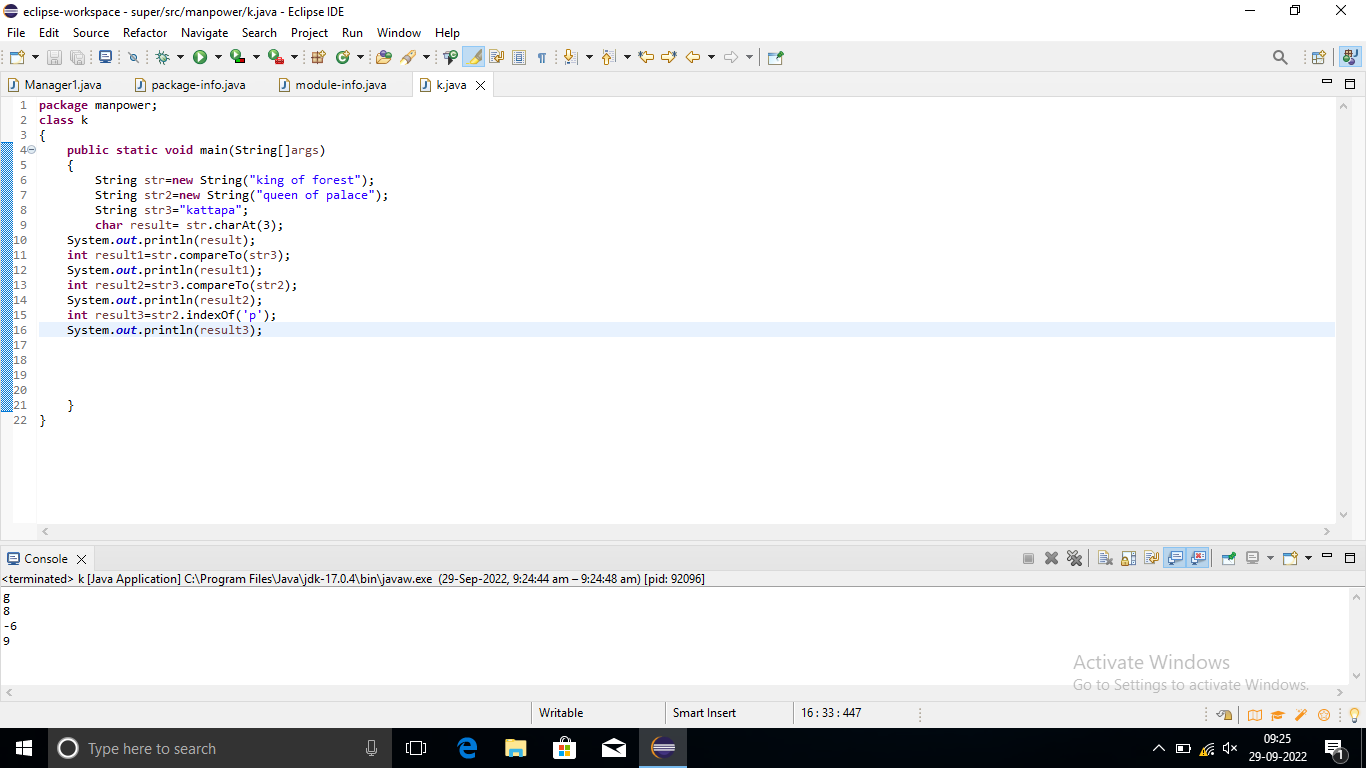 eclipse-workspace - super/src/manpower/k.java - Eclipse IDE
File Edit Source Refactor Navigate Search Project Run Window Help
Manager1.java package-info.java module-info.java k.java
1 package manpower;
2 class k
3 {
4 public static void main(String[]args)
5 {
6 String str=new String("king of forest");
7 String str2=new String("queen of palace");
8 String str3="kattapa";
9 char result= str.charAt(3);
10 System.out.println(result);
11 int result1=str.compareTo(str3);
12 System.out.println(result1);
13 int result2=str3.compareTo(str2);
14 System.out.println(result2);
15 int result3=str2.indexOf('p');
16 System.out.println(result3);
17
18
19
20
21 }
22 }
Console
<terminated> k [Java Application] C:\Program Files\Java\jdk-17.0.4\bin\javaw.exe (29-Sep-2022, 9:24:44 am – 9:24:48 am) [pid: 92096]
g
8
-6
9
Activate Windows
Go to Settings to activate Windows.
Writable Smart Insert 16 : 33 : 447
Type here to search
09:25
29-09-2022
1